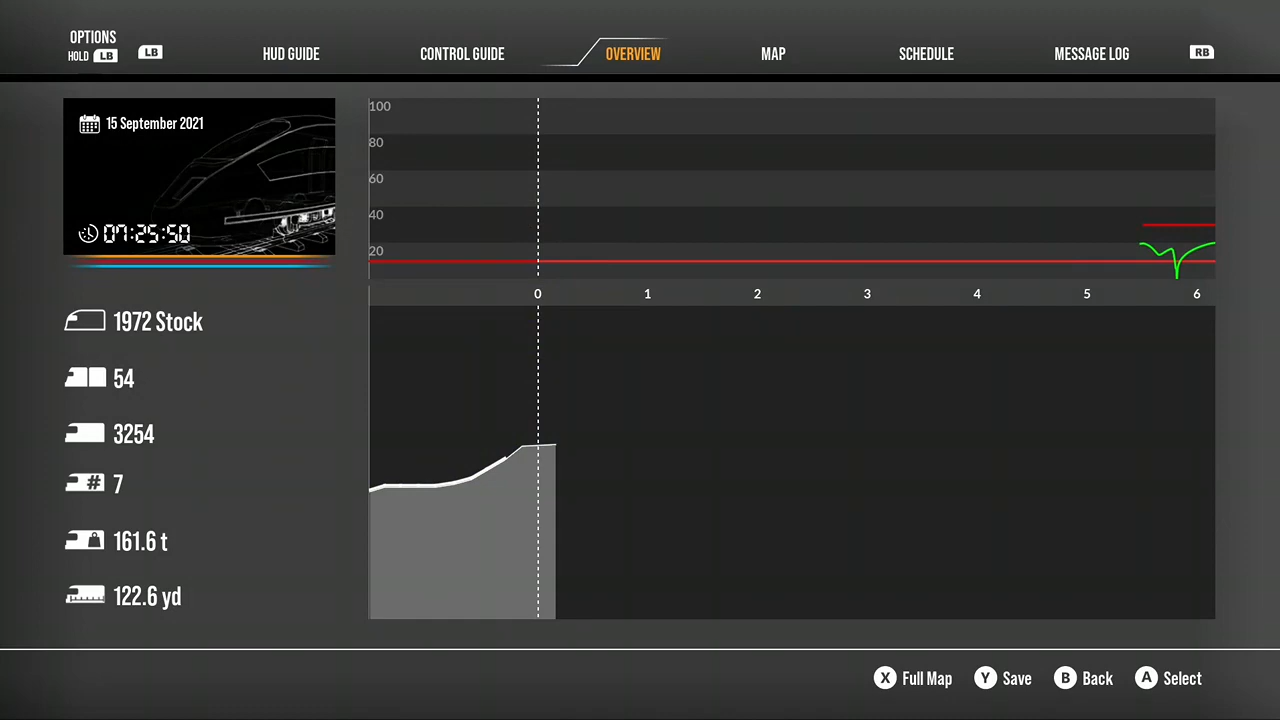 OPTIONS
HOLD LB
LB
HUD GUIDE
CONTROL GUIDE
OVERVIEW
MAP
SCHEDULE
MESSAGE LOG
RB
15 September 2021
07:25:50
1972 Stock
54
3254
# 7
161.6 t
122.6 yd
100
80
60
40
20
0 1 2 3 4 5 6
X Full Map
Y Save
B Back
A Select